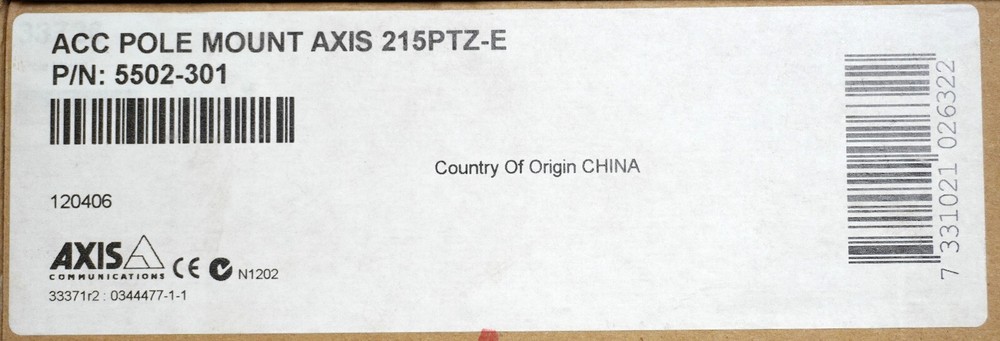 ACC POLE MOUNT AXIS 215PTZ-E
P/N: 5502-301
Country Of Origin CHINA
120406
AXIS
COMMUNICATIONS
CE
N1202
33371r2 : 0344477-1-1
7 331021 026322